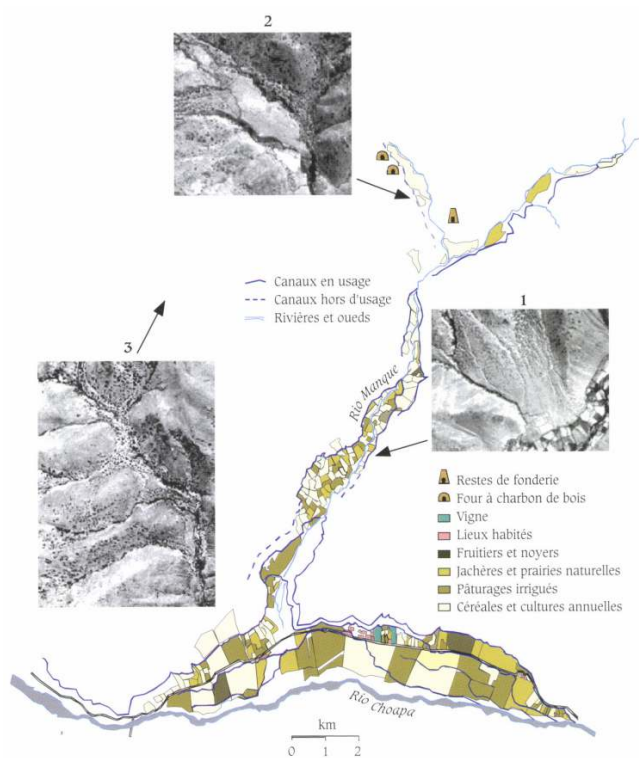 2
Canaux en usage
Canaux hors d'usage
Rivières et oueds
1
3
Rio Manque
Restes de fonderie
Four à charbon de bois
Vigne
Lieux habités
Fruitiers et noyers
Jachères et prairies naturelles
Pâturages irrigués
Céréales et cultures annuelles
Rio Choapa
km
0 1 2